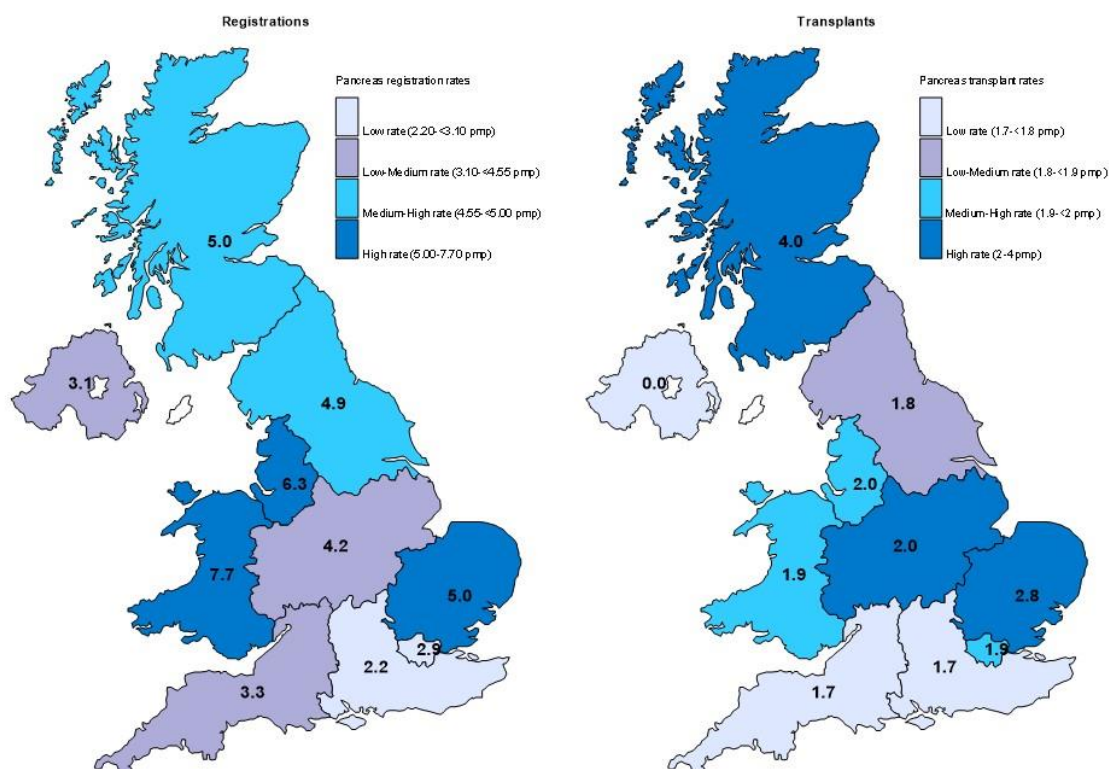 Registrations
Pancreas registration rates
Low rate (2.20-<3.10 pmp)
Low-Medium rate (3.10-<4.55 pmp)
Medium-High rate (4.55-<5.00 pmp)
High rate (5.00-7.70 pmp)
5.0
3.1
4.9
6.3
4.2
7.7
5.0
2.9
2.2
3.3
Transplants
Pancreas transplant rates
Low rate (1.7-<1.8 pmp)
Low-Medium rate (1.8-<1.9 pmp)
Medium-High rate (1.9-<2 pmp)
High rate (2-4 pmp)
4.0
0.0
1.8
2.0
2.0
1.9
2.8
1.9
1.7
1.7